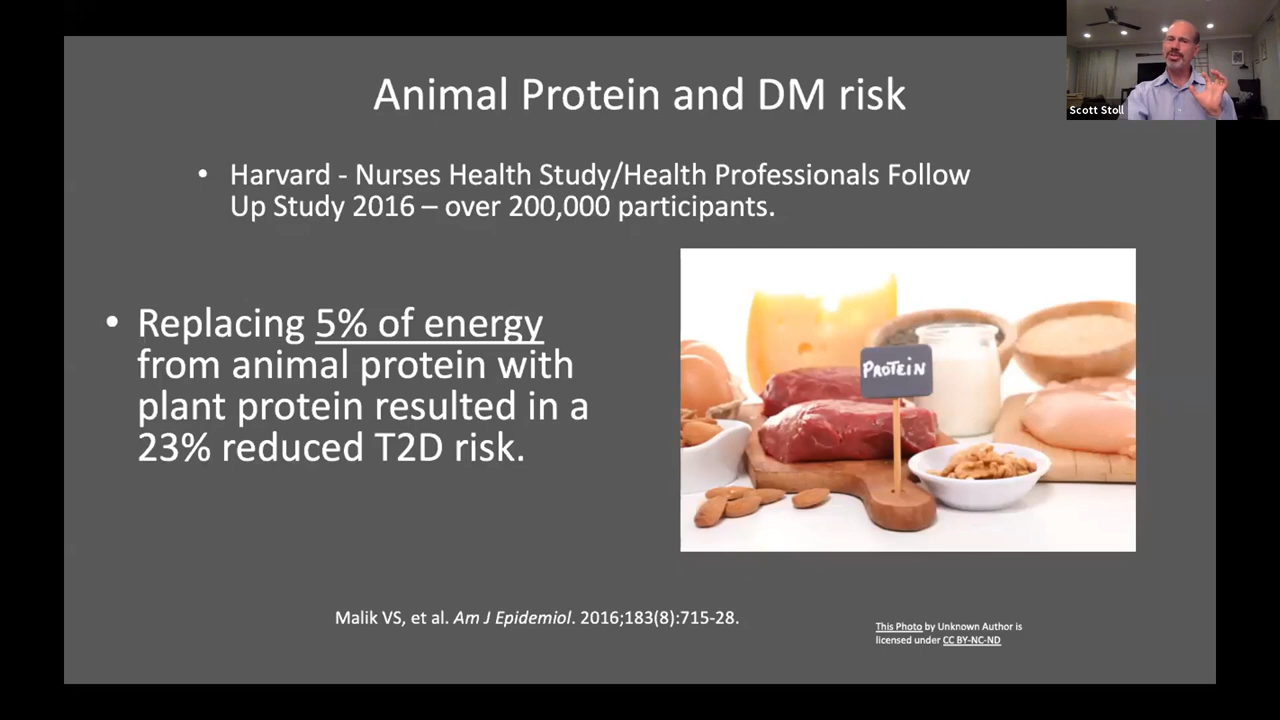 Animal Protein and DM risk
Scott Stoll
• Harvard - Nurses Health Study/Health Professionals Follow
Up Study 2016 – over 200,000 participants.
• Replacing 5% of energy
from animal protein with
plant protein resulted in a
23% reduced T2D risk.
PROTEIN
Malik VS, et al. Am J Epidemiol. 2016;183(8):715-28.
This Photo by Unknown Author is
licensed under CC BY-NC-ND